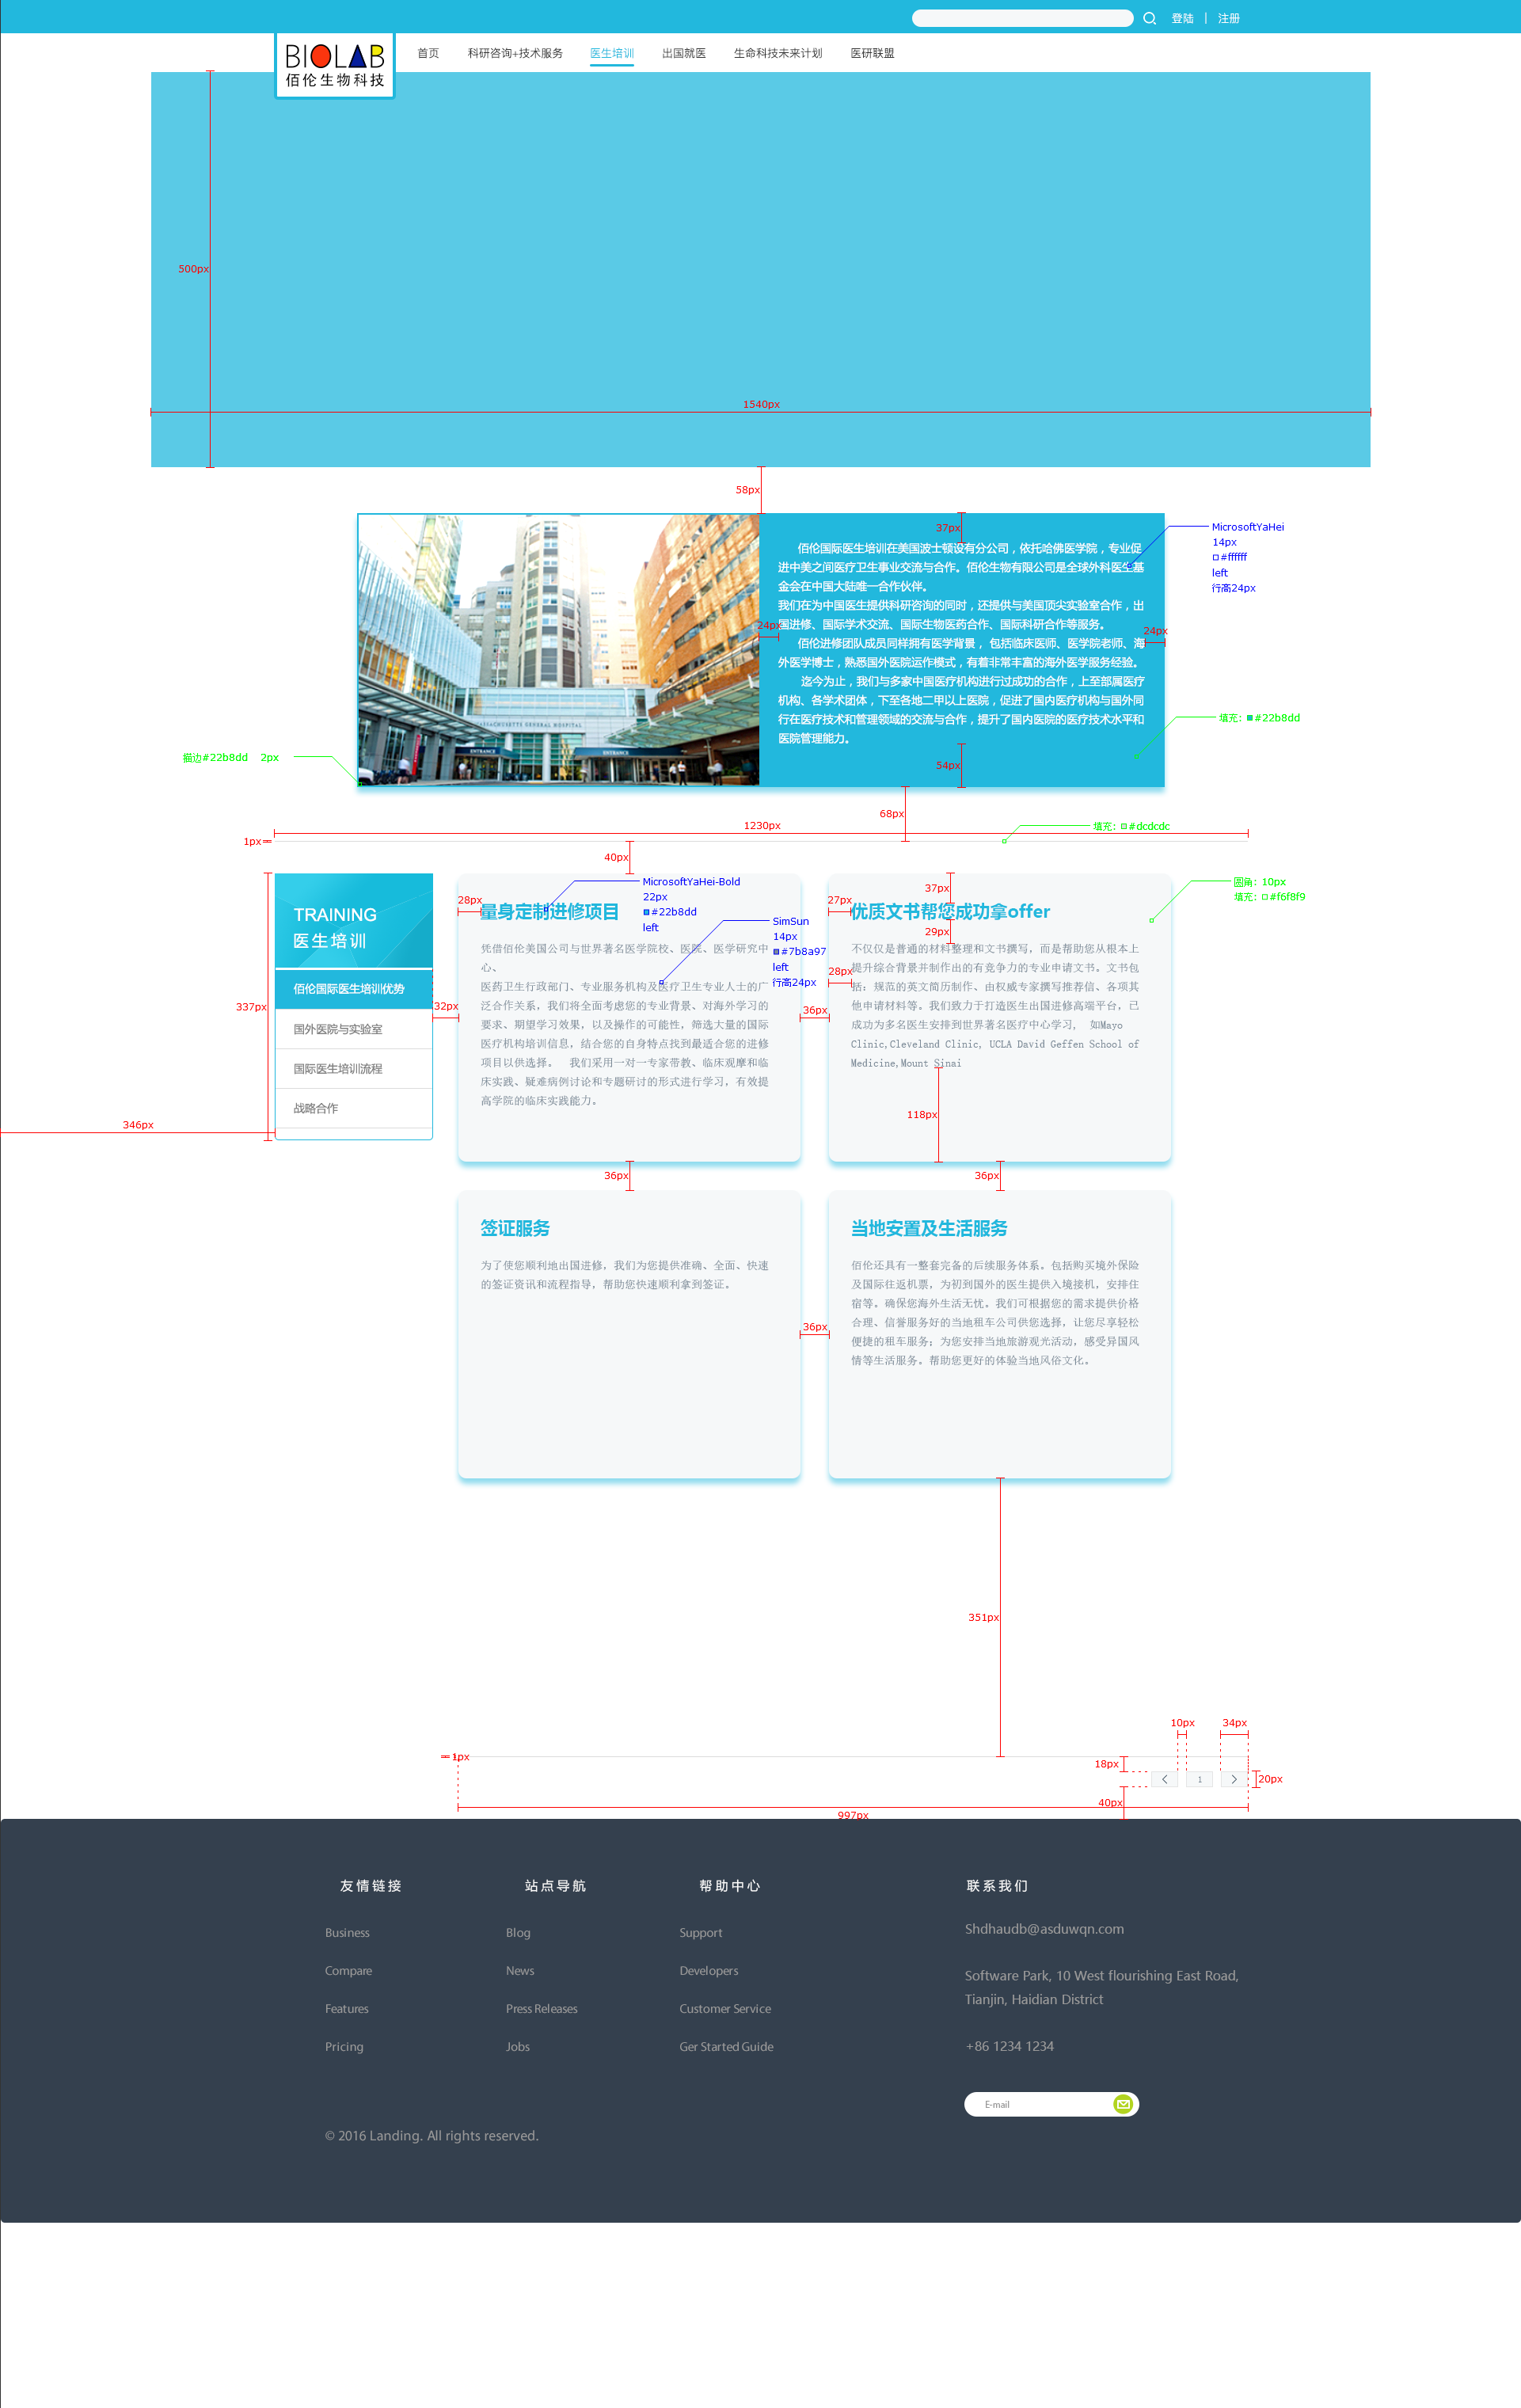 登陆 | 注册
BIOLAB
佰伦生物科技
首页 科研咨询+技术服务 医生培训 出国就医 生命科技未来计划 医研联盟
500px
1540px
58px
37px
MicrosoftYaHei
14px
#ffffff
left
行高24px
佰伦国际医生培训在美国波士顿设有分公司，依托哈佛医学院，专业促
进中美之间医疗卫生事业交流与合作。佰伦生物有限公司是全球外科医生基
金会在中国大陆唯一合作伙伴。
我们在为中国医生提供科研咨询的同时，还提供与美国顶尖实验室合作，出
国进修、国际学术交流、国际生物医药合作、国际科研合作等服务。
佰伦进修团队成员同样拥有医学背景， 包括临床医师、医学院老师、海
外医学博士，熟悉国外医院运作模式，有着非常丰富的海外医学服务经验。
迄今为止，我们与多家中国医疗机构进行过成功的合作，上至部属医疗
机构、各学术团体，下至各地二甲以上医院，促进了国内医疗机构与国外同
行在医疗技术和管理领域的交流与合作，提升了国内医院的医疗技术水平和
医院管理能力。
24px
24px
MASSACHUSETTS GENERAL HOSPITAL
ENTRANCE
ENTRANCE
填充: #22b8dd
描边#22b8dd 2px
54px
68px
1230px
填充: #dcdcdc
1px
40px
TRAINING
医生培训
佰伦国际医生培训优势
国外医院与实验室
国际医生培训流程
战略合作
337px
32px
346px
28px
量身定制进修项目
MicrosoftYaHei-Bold
22px
#22b8dd
left
SimSun
14px
#7b8a97
left
行高24px
凭借佰伦美国公司与世界著名医学院校、医院、医学研究中
心、
医药卫生行政部门、专业服务机构及医疗卫生专业人士的广
泛合作关系，我们将全面考虑您的专业背景、对海外学习的
要求、期望学习效果，以及操作的可能性，筛选大量的国际
医疗机构培训信息，结合您的自身特点找到最适合您的进修
项目以供选择。 我们采用一对一专家带教、临床观摩和临
床实践、疑难病例讨论和专题研讨的形式进行学习，有效提
高学院的临床实践能力。
27px
37px
优质文书帮您成功拿offer
29px
28px
36px
圆角: 10px
填充: #f6f8f9
不仅仅是普通的材料整理和文书撰写，而是帮助您从根本上
提升综合背景并制作出的有竞争力的专业申请文书。文书包
括：规范的英文简历制作、由权威专家撰写推荐信、各项其
他申请材料等。我们致力于打造医生出国进修高端平台，已
成功为多名医生安排到世界著名医疗中心学习， 如Mayo
Clinic,Cleveland Clinic, UCLA David Geffen School of
Medicine,Mount Sinai
118px
36px
36px
签证服务
为了使您顺利地出国进修，我们为您提供准确、全面、快速
的签证资讯和流程指导，帮助您快速顺利拿到签证。
36px
当地安置及生活服务
佰伦还具有一整套完备的后续服务体系。包括购买境外保险
及国际往返机票，为初到国外的医生提供入境接机，安排住
宿等。确保您海外生活无忧。我们可根据您的需求提供价格
合理、信誉服务好的当地租车公司供您选择，让您尽享轻松
便捷的租车服务；为您安排当地旅游观光活动，感受异国风
情等生活服务。帮助您更好的体验当地风俗文化。
351px
10px
34px
1px
18px
1
20px
40px
997px
友情链接
Business
Compare
Features
Pricing
站点导航
Blog
News
Press Releases
Jobs
帮助中心
Support
Developers
Customer Service
Ger Started Guide
联系我们
Shdhaudb@asduwqn.com
Software Park, 10 West flourishing East Road,
Tianjin, Haidian District
+86 1234 1234
E-mail
© 2016 Landing. All rights reserved.